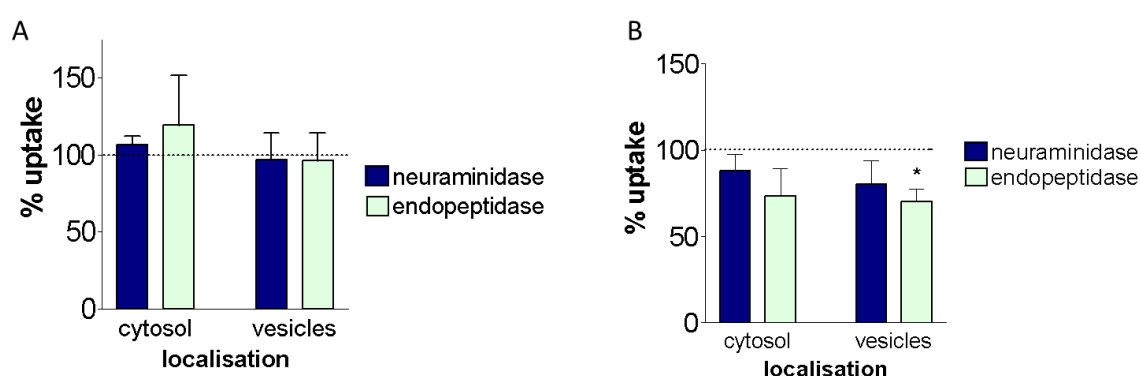 A
% uptake
150
100
50
0
cytosol vesicles
localisation
neuraminidase
endopeptidase
B
% uptake
150
100
50
0
*
cytosol vesicles
localisation
neuraminidase
endopeptidase